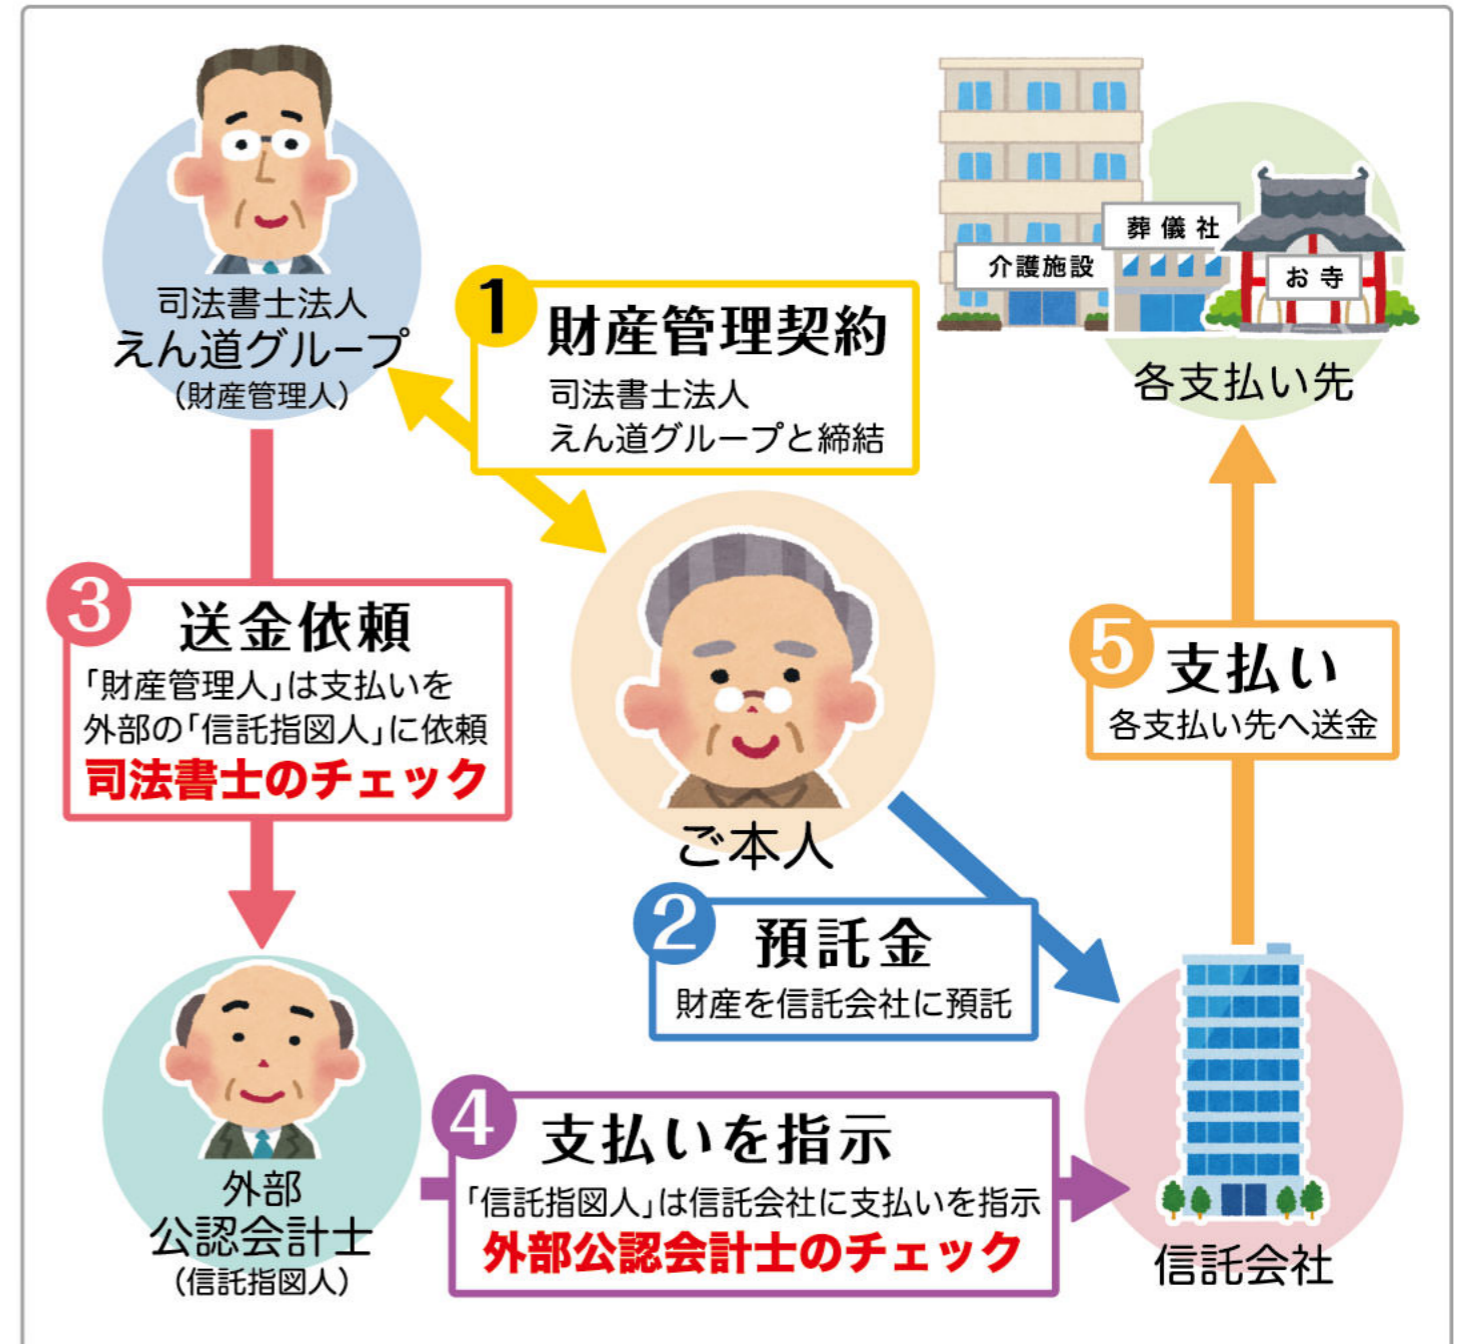 司法書士法人
えん道グループ
（財産管理人）
1
財産管理契約
司法書士法人
えん道グループと締結
介護施設
葬儀社
お寺
各支払い先
3
送金依頼
「財産管理人」は支払いを
外部の「信託指図人」に依頼
司法書士のチェック
ご本人
5
支払い
各支払い先へ送金
2
預託金
財産を信託会社に預託
外部
公認会計士
（信託指図人）
4
支払いを指示
「信託指図人」は信託会社に支払いを指示
外部公認会計士のチェック
信託会社